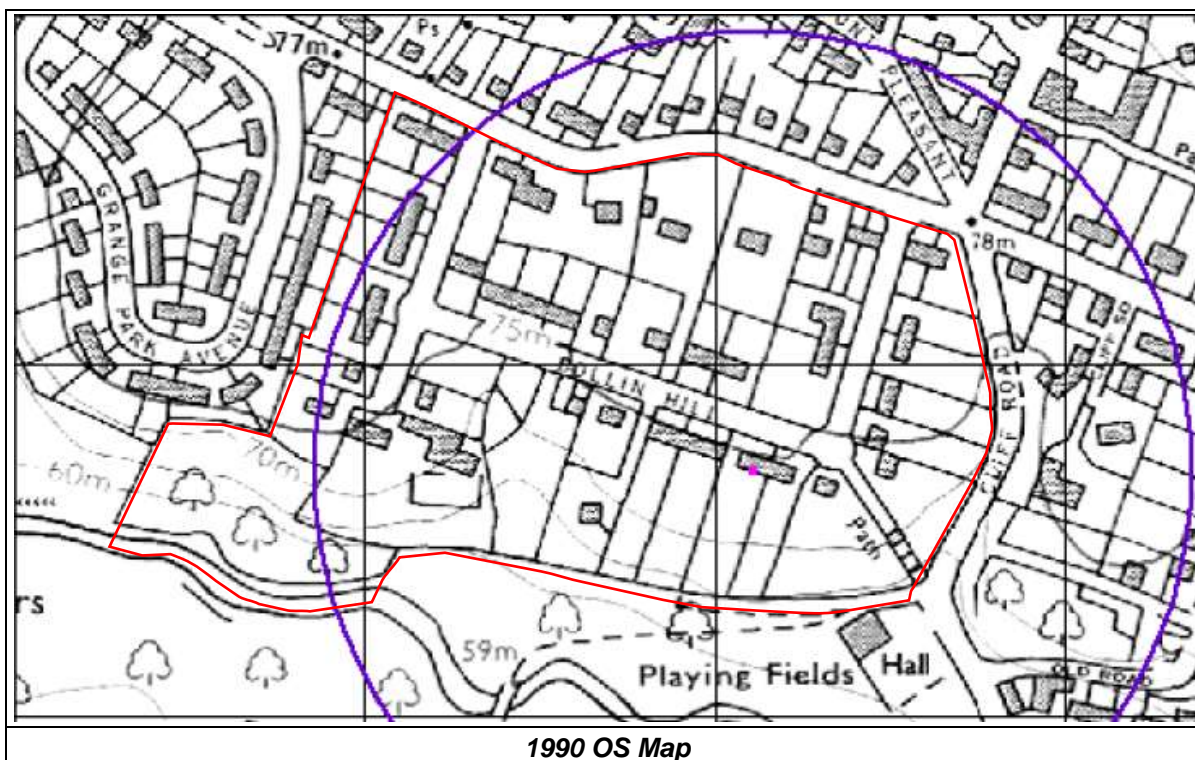 77m
Ps
PLEASANT
GRANGE PARK AVENUE
78m
75m
HOLLIN HILL
CLIFF ROAD
70m
60m
Path
rs
59m
Playing Fields
Hall
OLD ROAD
1990 OS Map